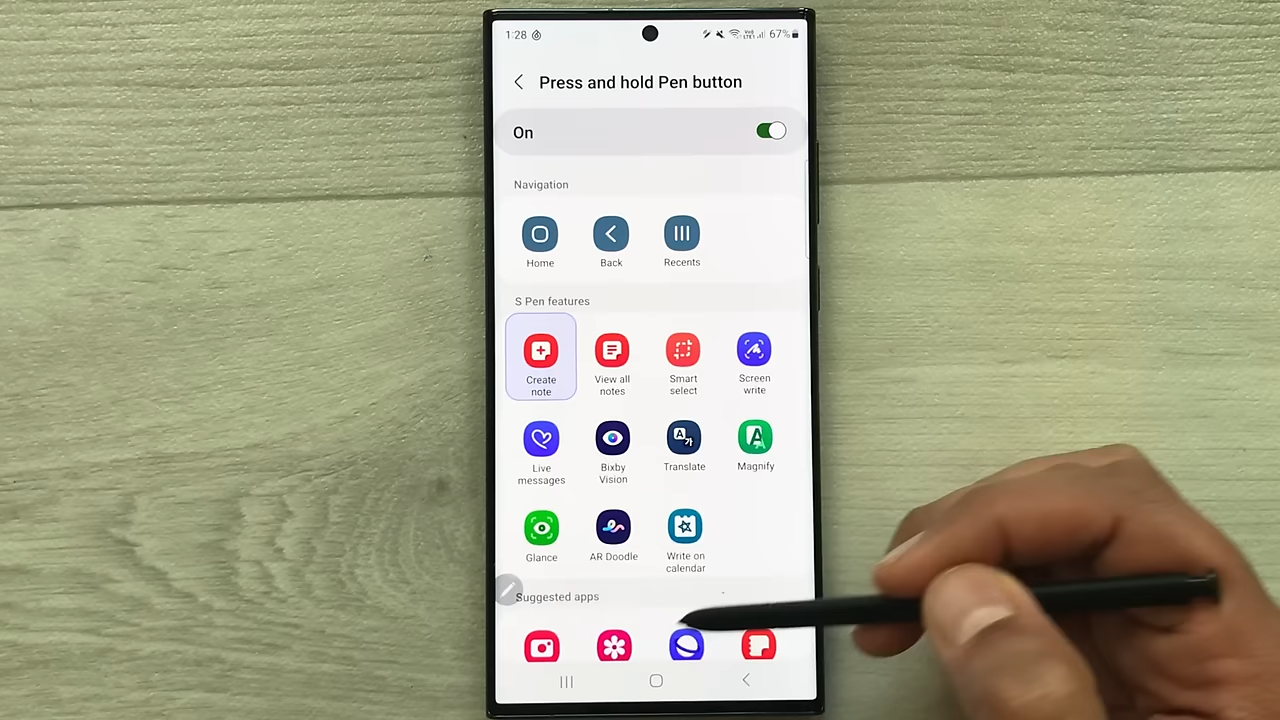 1:28 67%
Press and hold Pen button
On
Navigation
Home Back Recents
S Pen features
Create View all Smart Screen
note notes select write
Live Bixby Translate Magnify
messages Vision
Glance AR Doodle Write on
calendar
Suggested apps